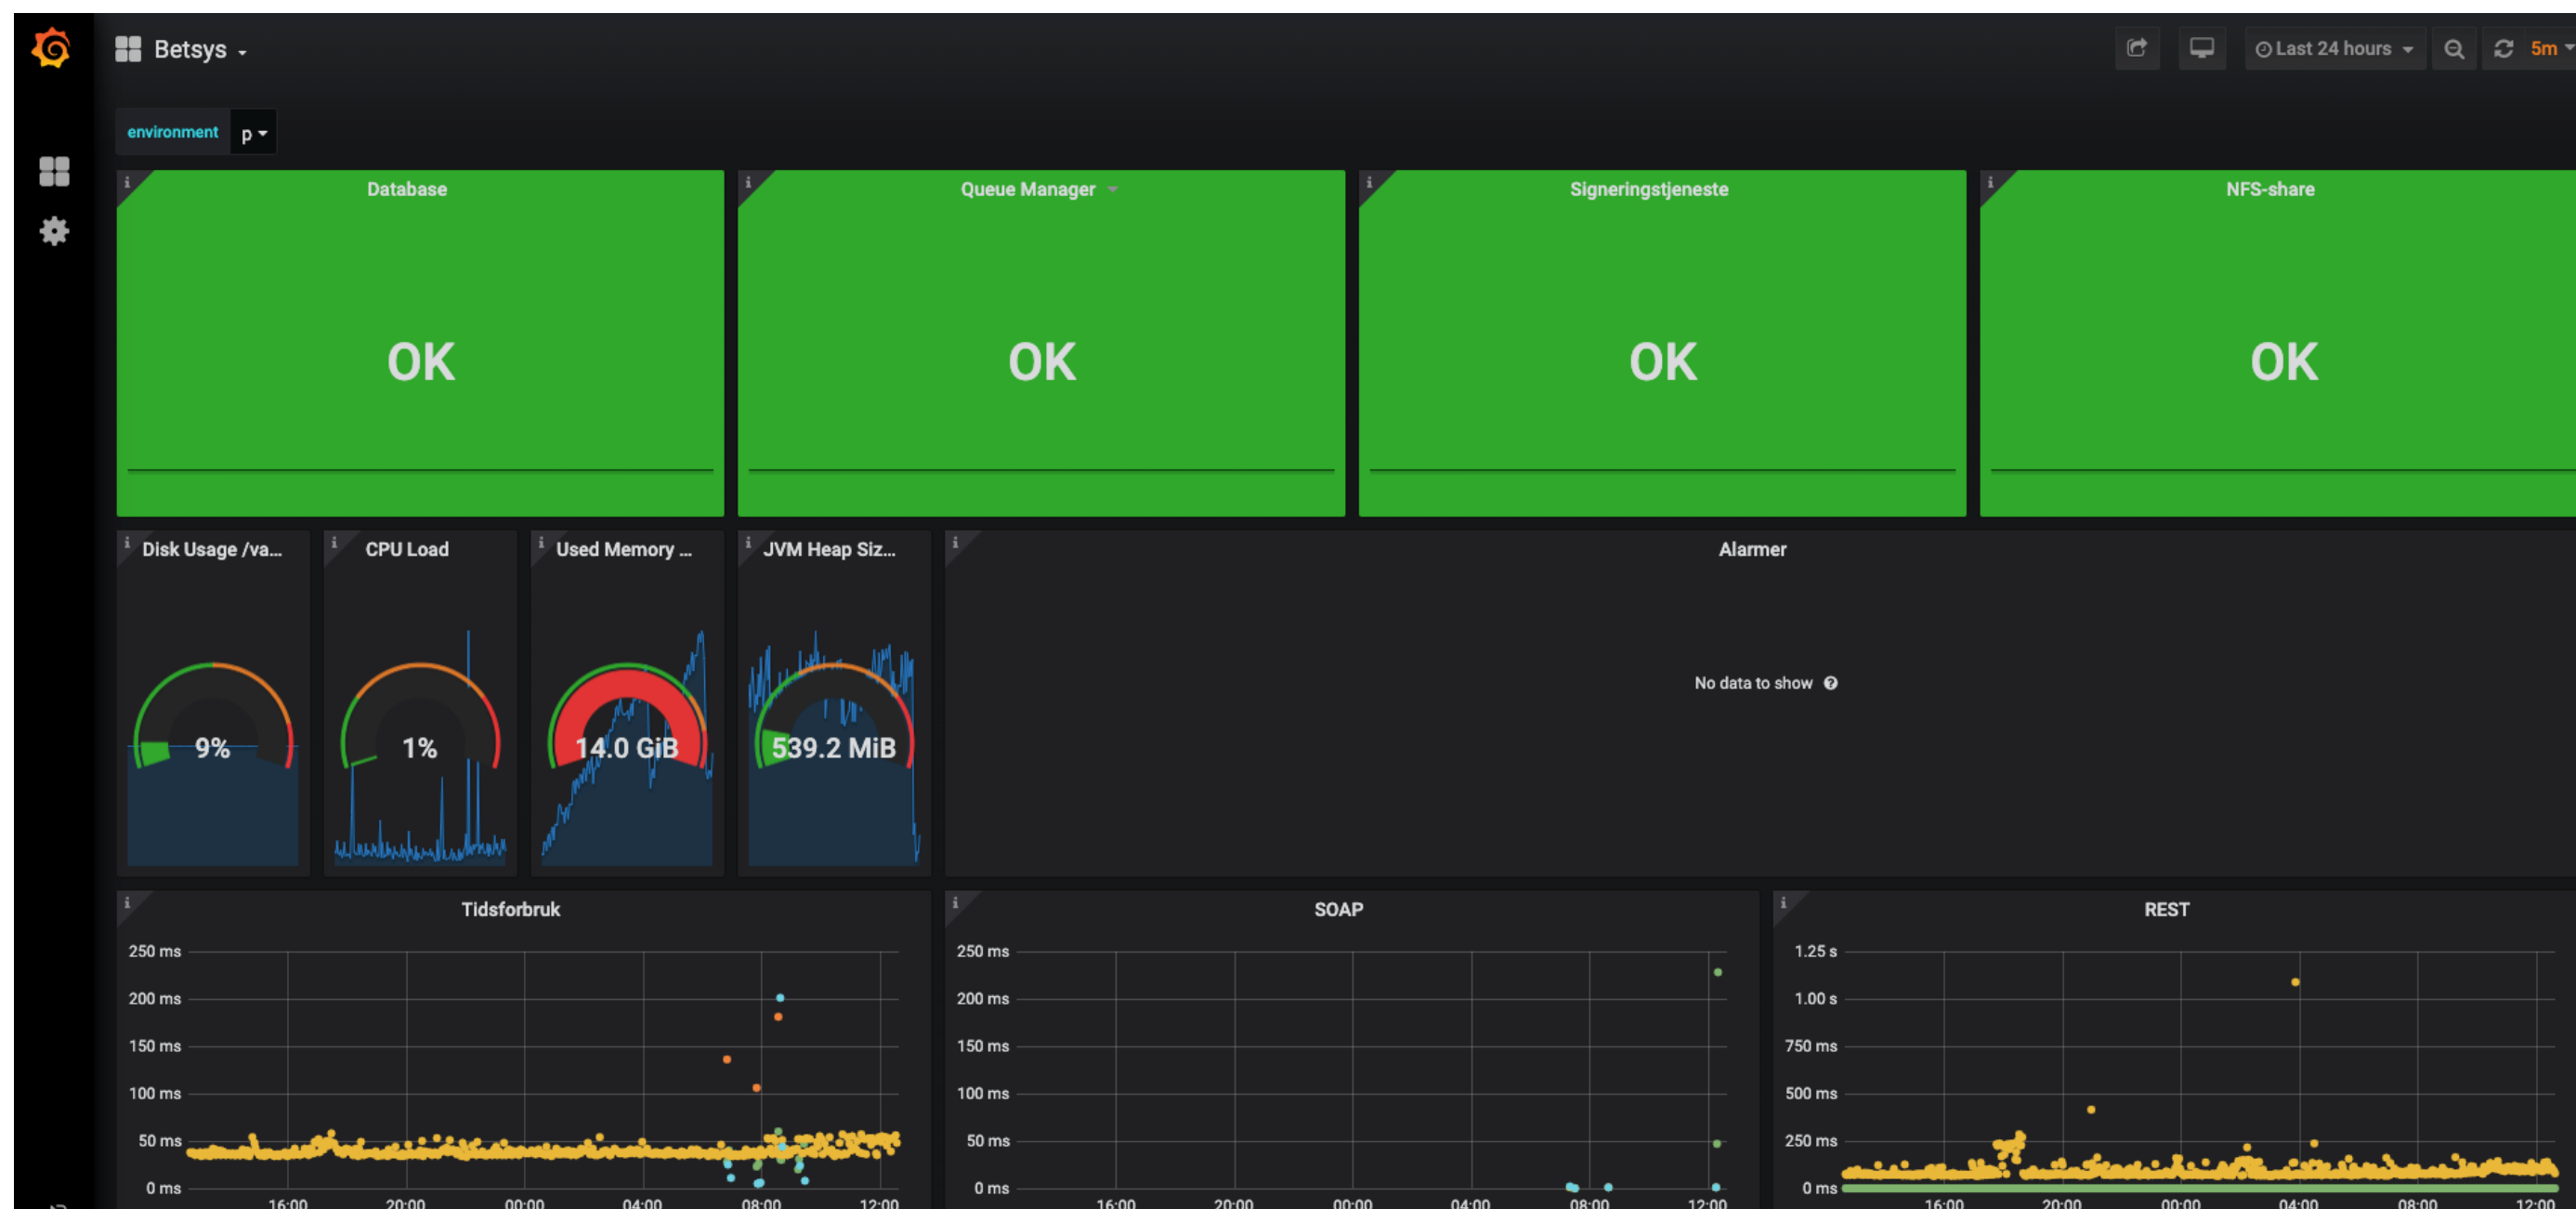 Betsys
Last 24 hours
5m
environment
p
Database
Queue Manager
Signeringstjeneste
NFS-share
OK
OK
OK
OK
Disk Usage /va...
CPU Load
Used Memory ...
JVM Heap Siz...
Alarmer
9%
1%
14.0 GiB
539.2 MiB
No data to show
Tidsforbruk
250 ms
200 ms
150 ms
100 ms
50 ms
0 ms
16:00 20:00 00:00 04:00 08:00 12:00
SOAP
250 ms
200 ms
150 ms
100 ms
50 ms
0 ms
16:00 20:00 00:00 04:00 08:00 12:00
REST
1.25 s
1.00 s
750 ms
500 ms
250 ms
0 ms
16:00 20:00 00:00 04:00 08:00 12:00